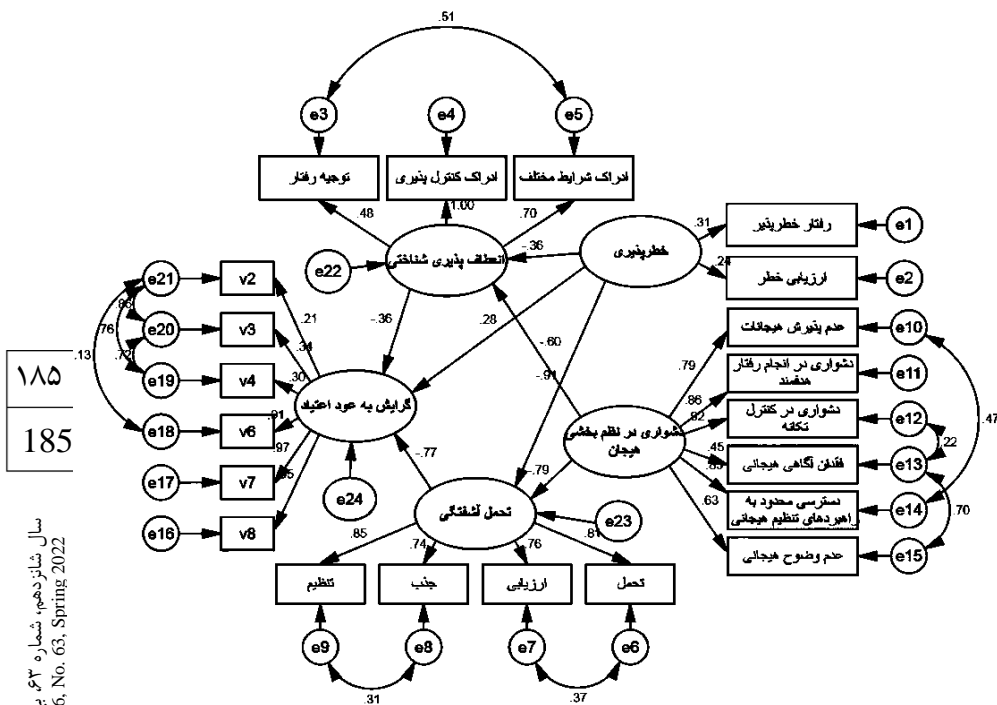 .51
e3
e4
e5
توجیه رفتار
ادراک کنترل پذیری
ادراک شرایط مختلف
.48
1.00
.70
.31
رفتار خطرپذیر
e1
خطرپذیری
-.36
انعطاف پذیری شناختی
e22
.24
ارزیابی خطر
e2
e21
v2
.21
-.36
.28
-.60
-.91
عدم پذیرش هیجانات
e10
.86
e20
v3
.34
.79
دشواری در انجام رفتار
هدفمند
e11
.76
.72
.13
e19
v4
.30
گرایش به عود اعتیاد
.86
.82
دشواری در کنترل
تکانه
e12
.47
.22
e18
v6
.91
دشواری در نظم بخشی
هیجان
.45
فقدان آگاهی هیجانی
e13
.97
e17
v7
-.77
-.79
دسترسی محدود به
راهبردهای تنظیم هیجانی
e14
.70
e24
تحمل آشفتگی
e23
.63
e16
v8
عدم وضوح هیجانی
e15
.85
.74
.76
.81
تنظیم
جذب
ارزیابی
تحمل
e9
e8
e7
e6
.31
.37
۱۸۵
185
سال شانزدهم، شماره ۶۳،
6, No. 63, Spring 2022